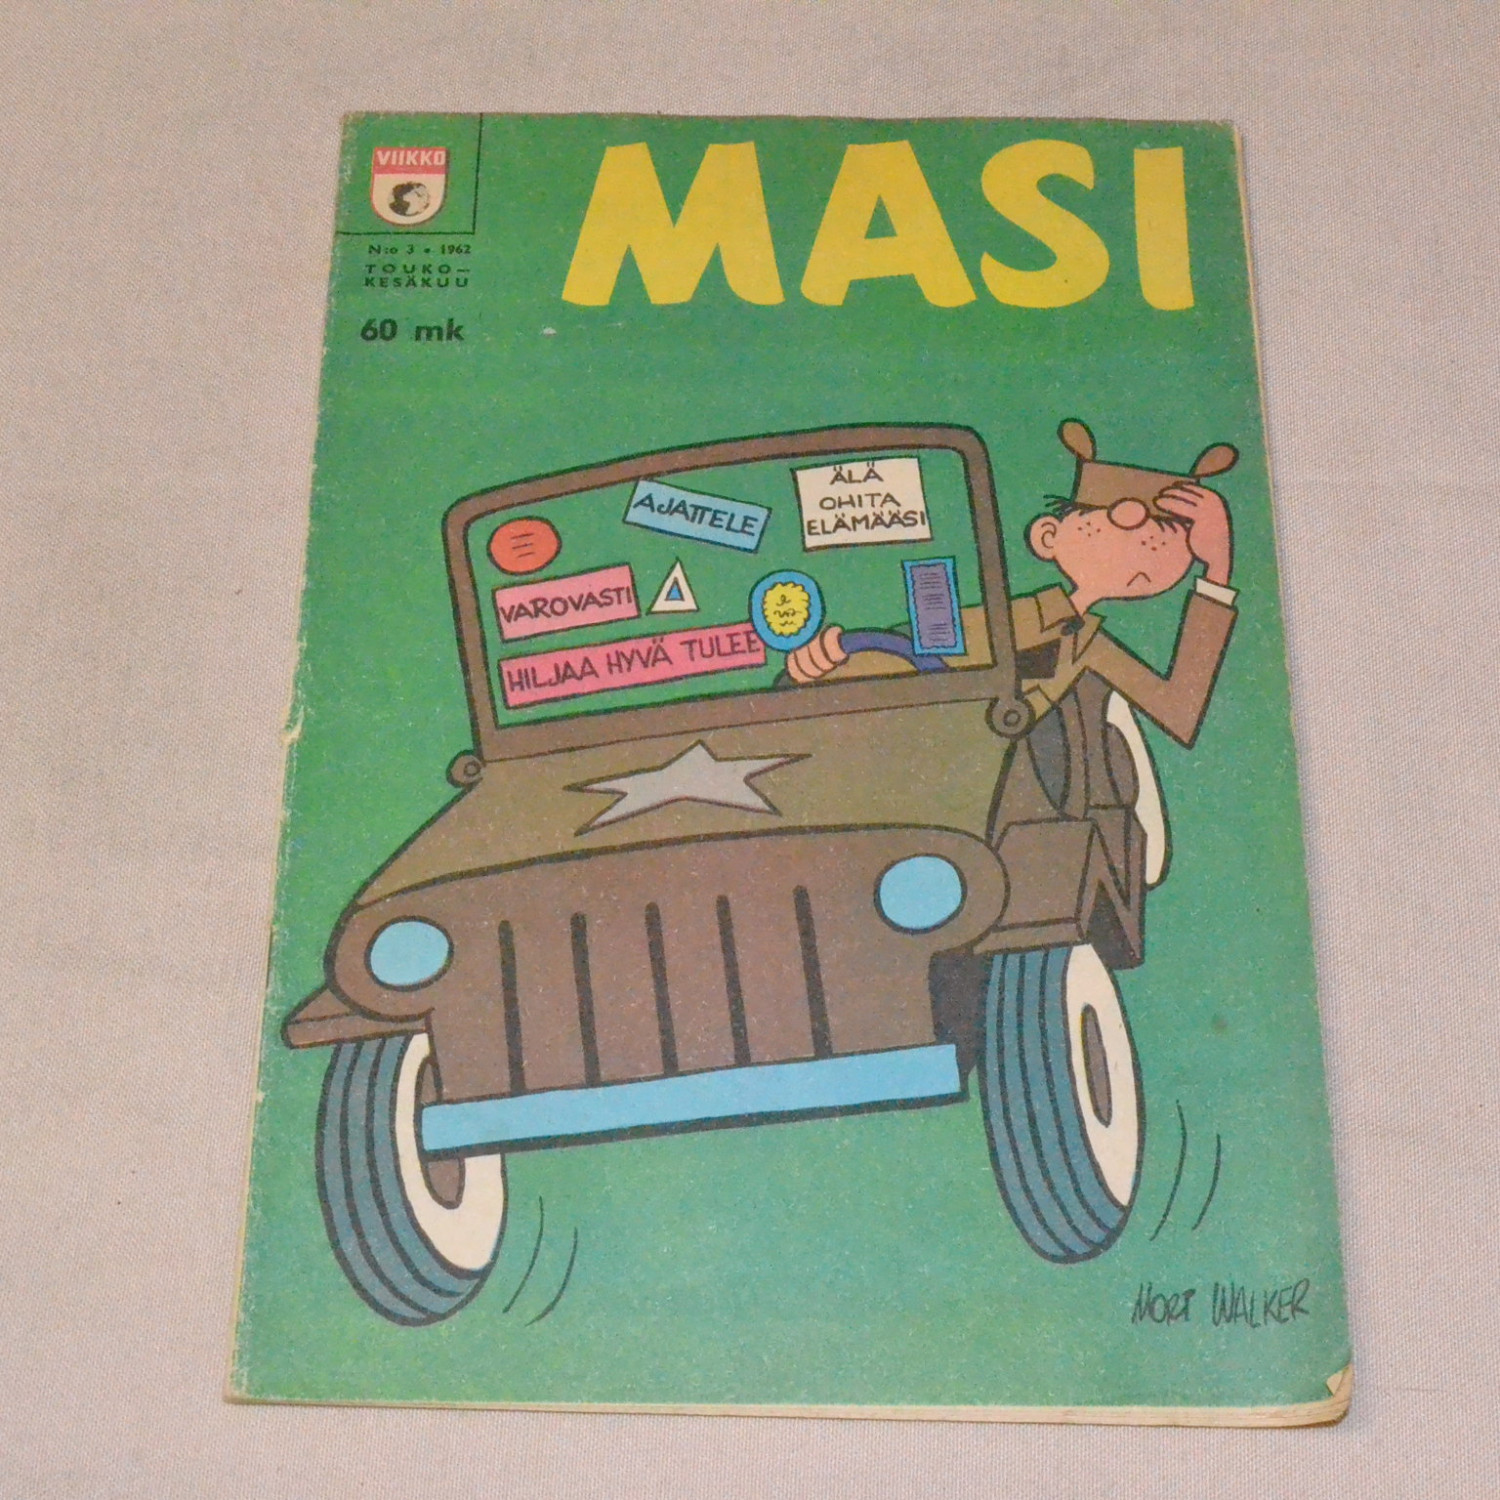 VIIKKO
MASI
N:o 3 • 1962
TOUKO—
KESÄKUU
60 mk
AJATTELE
ÄLÄ
OHITA
ELÄMÄÄSI
VAROVASTI
HILJAA HYVÄ TULEE
MORT WALKER